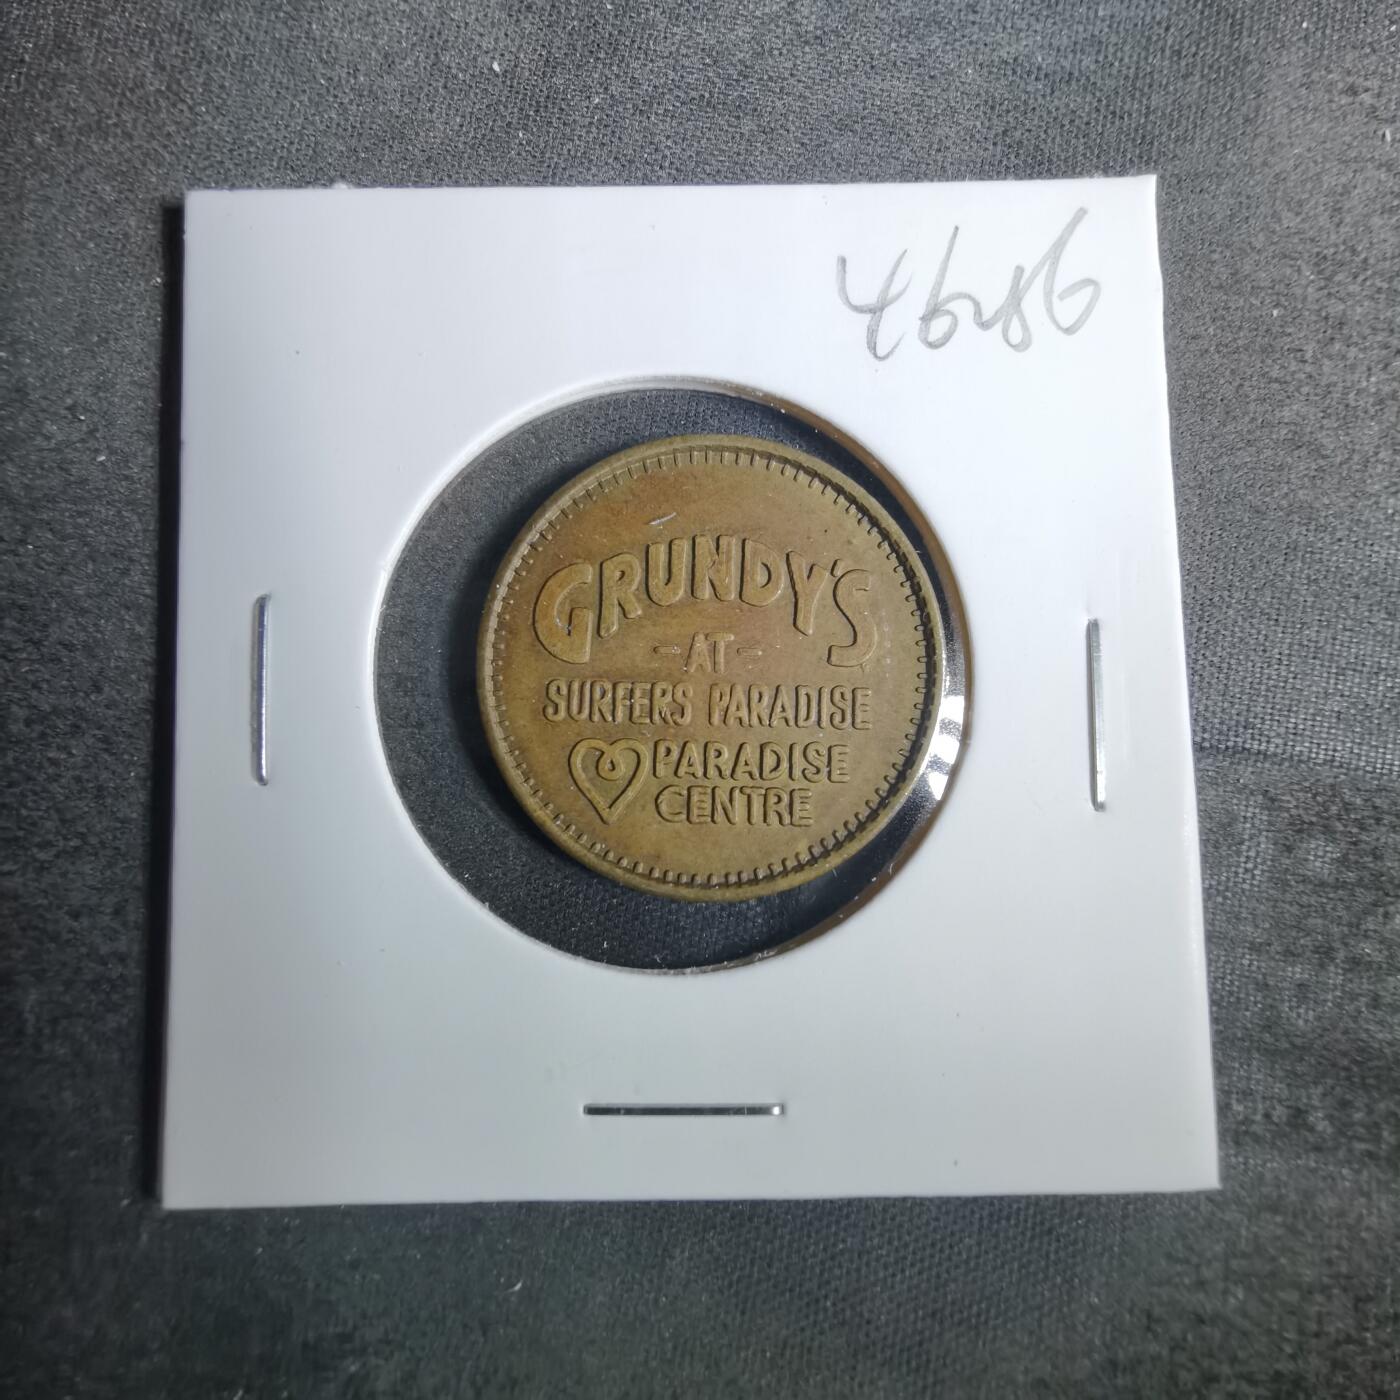 4686
GRUNDY'S
- AT -
SURFERS PARADISE
PARADISE
CENTRE